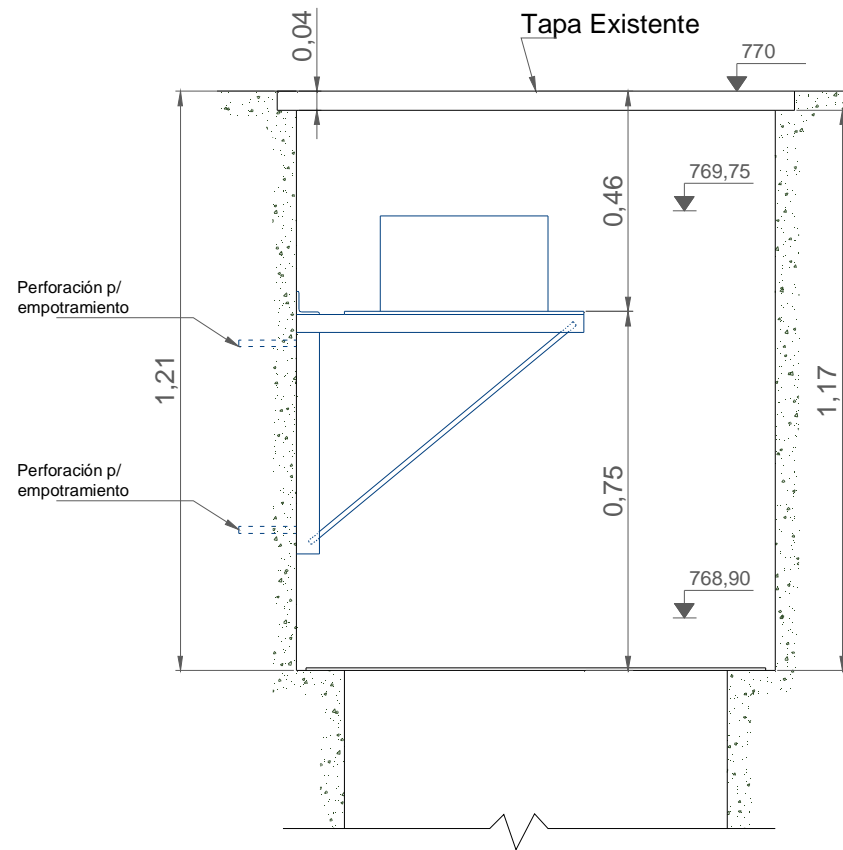 Tapa Existente
0,04
770
769,75
0,46
Perforación p/
empotramiento
1,21
1,17
Perforación p/
empotramiento
0,75
768,90